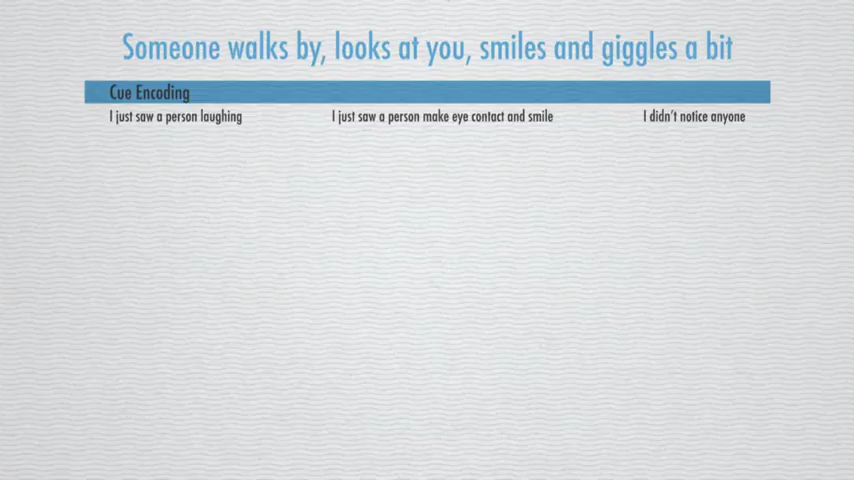 Someone walks by, looks at you, smiles and giggles a bit
Cue Encoding
I just saw a person laughing I just saw a person make eye contact and smile I didn't notice anyone